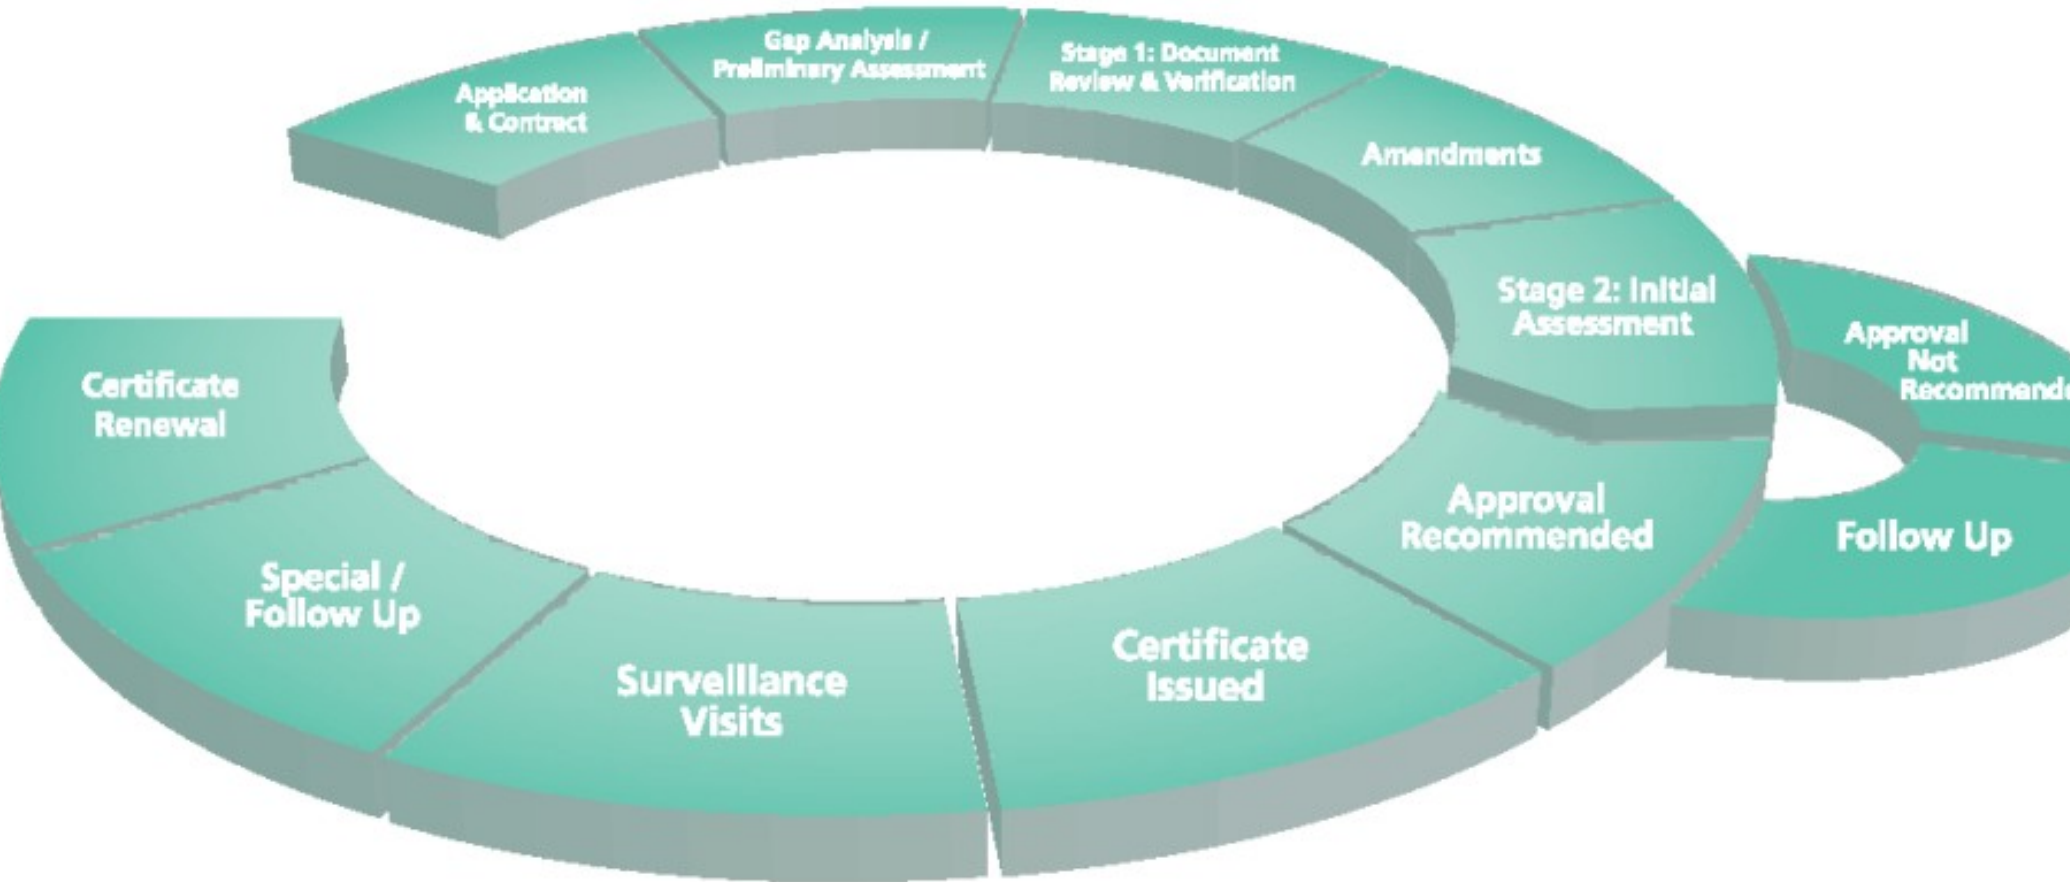 Application
& Contract
Gap Analysis /
Preliminary Assessment
Stage 1: Document
Review & Verification
Amendments
Stage 2: Initial
Assessment
Approval
Not
Recommende
Follow Up
Approval
Recommended
Certificate
Issued
Surveillance
Visits
Special /
Follow Up
Certificate
Renewal